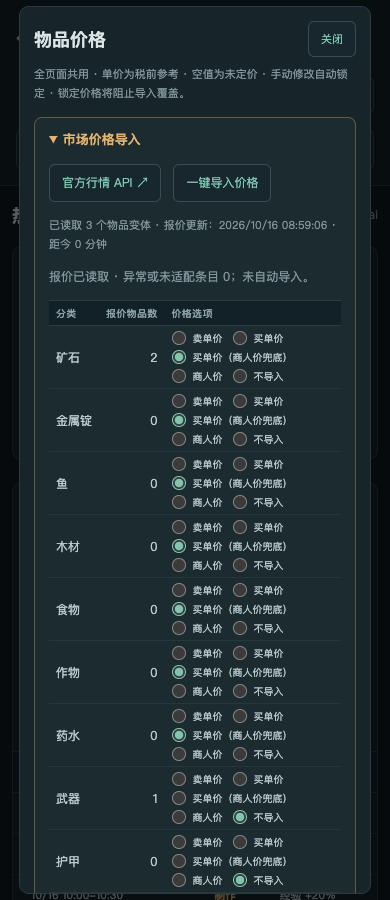 物品价格
关闭
全页面共用 · 单价为税前参考 · 空值为未定价 · 手动修改自动锁
定 · 锁定价格将阻止导入覆盖。
▼ 市场价格导入
官方行情 API ↗
一键导入价格
已读取 3 个物品变体 · 报价更新：2026/10/16 08:59:06 ·
距今 0 分钟
报价已读取 · 异常或未适配条目 0；未自动导入。
分类 报价物品数 价格选项
卖单价 买单价
矿石 2 买单价（商人价兜底）
商人价 不导入
卖单价 买单价
金属锭 0 买单价（商人价兜底）
商人价 不导入
卖单价 买单价
鱼 0 买单价（商人价兜底）
商人价 不导入
卖单价 买单价
木材 0 买单价（商人价兜底）
商人价 不导入
卖单价 买单价
食物 0 买单价（商人价兜底）
商人价 不导入
卖单价 买单价
作物 0 买单价（商人价兜底）
商人价 不导入
卖单价 买单价
药水 0 买单价（商人价兜底）
商人价 不导入
卖单价 买单价
武器 1 买单价（商人价兜底）
商人价 不导入
卖单价 买单价
护甲 0 买单价（商人价兜底）
商人价 不导入
10/16 10:00-10:30 制作 经验 +20%